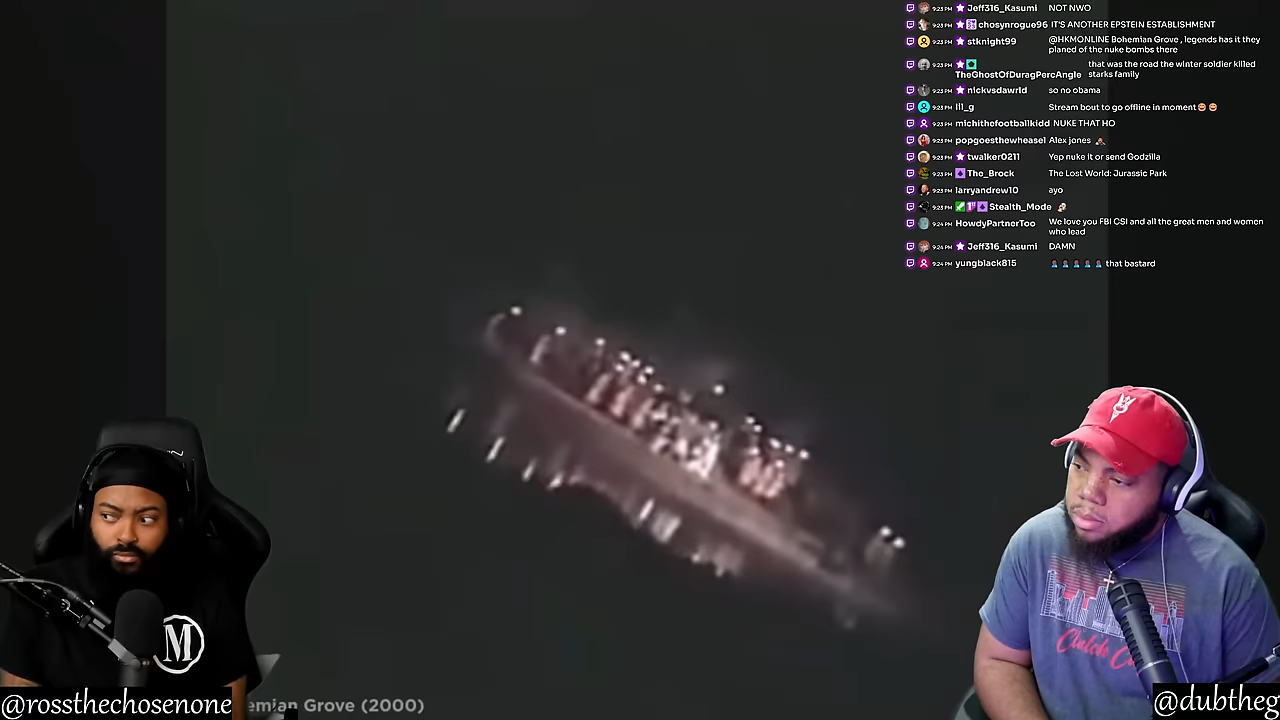 9:23 PM Jeff316_Kasumi NOT NWO
9:23 PM chosynrogue96 IT'S ANOTHER EPSTEIN ESTABLISHMENT
9:23 PM stknight99 @HKMONLINE Bohemian Grove , legends has it they
planed of the nuke bombs there
9:23 PM that was the road the winter soldier killed
TheGhostOfDuragPercAngle starks family
9:23 PM nickvsdawrld so no obama
9:23 PM lll_g Stream bout to go offline in moment
9:23 PM michithefootballkidd NUKE THAT HO
9:23 PM popgoesthewheasel Alex jones
9:23 PM twalker0211 Yep nuke it or send Godzilla
9:23 PM The_Brock The Lost World: Jurassic Park
9:23 PM larryandrew10 ayo
9:23 PM Stealth_Mode
9:24 PM HowdyPartnerToo We love you FBI CSI and all the great men and women
who lead
9:24 PM Jeff316_Kasumi DAMN
9:24 PM yungblack815 that bastard
M
@rossthechosenone
emian Grove (2000)
@dubtheg